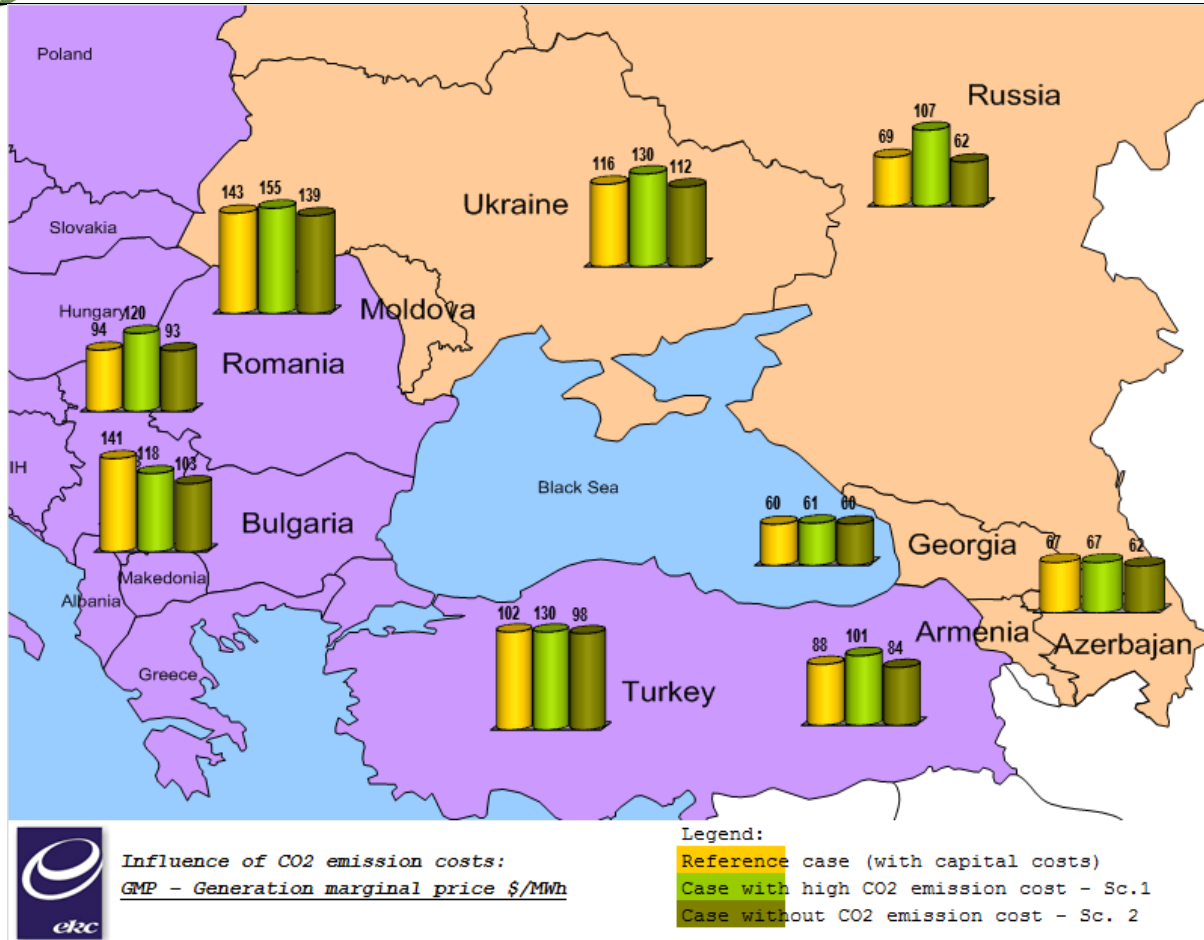 Poland
Russia
107
69
62
130
116
112
155
143
139
Ukraine
Slovakia
Moldova
Hungary
120
94
93
Romania
141
118
103
IH
Bulgaria
Black Sea
60
61
60
Georgia
67
67
62
Makedonia
Albania
Armenia
Azerbajan
102
130
98
88
101
84
Greece
Turkey
Legend:
Influence of CO2 emission costs:
GMP - Generation marginal price $/MWh
Reference case (with capital costs)
Case with high CO2 emission cost - Sc.1
Case without CO2 emission cost - Sc. 2
ekc